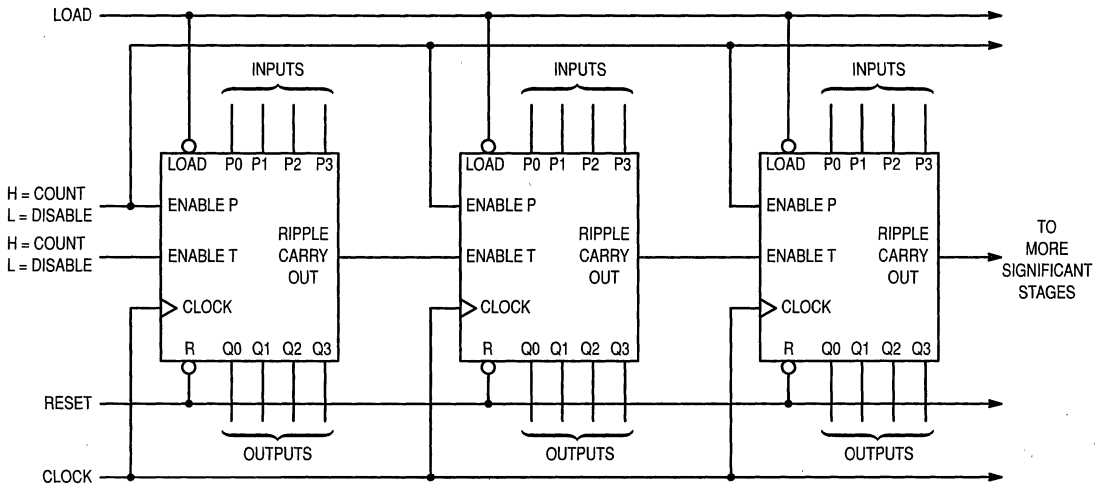 LOAD
INPUTS
INPUTS
INPUTS
LOAD P0 P1 P2 P3
LOAD P0 P1 P2 P3
LOAD P0 P1 P2 P3
H = COUNT
L = DISABLE
ENABLE P
ENABLE P
ENABLE P
H = COUNT
L = DISABLE
ENABLE T
RIPPLE
CARRY
OUT
ENABLE T
RIPPLE
CARRY
OUT
ENABLE T
RIPPLE
CARRY
OUT
TO
MORE
SIGNIFICANT
STAGES
CLOCK
CLOCK
CLOCK
R Q0 Q1 Q2 Q3
R Q0 Q1 Q2 Q3
R Q0 Q1 Q2 Q3
RESET
OUTPUTS
OUTPUTS
OUTPUTS
CLOCK